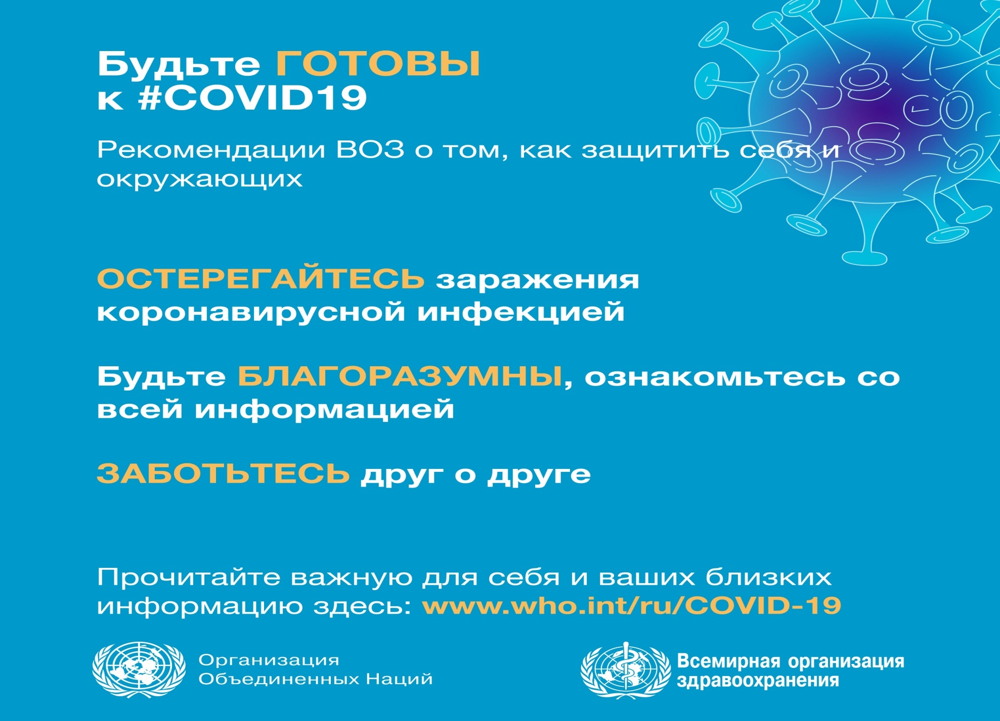 Будьте ГОТОВЫ
к #COVID19
Рекомендации ВОЗ о том, как защитить себя и
окружающих
ОСТЕРЕГАЙТЕСЬ заражения
коронавирусной инфекцией
Будьте БЛАГОРАЗУМНЫ, ознакомьтесь со
всей информацией
ЗАБОТЬТЕСЬ друг о друге
Прочитайте важную для себя и ваших близких
информацию здесь: www.who.int/ru/COVID-19
Организация
Объединенных Наций
Всемирная организация
здравоохранения